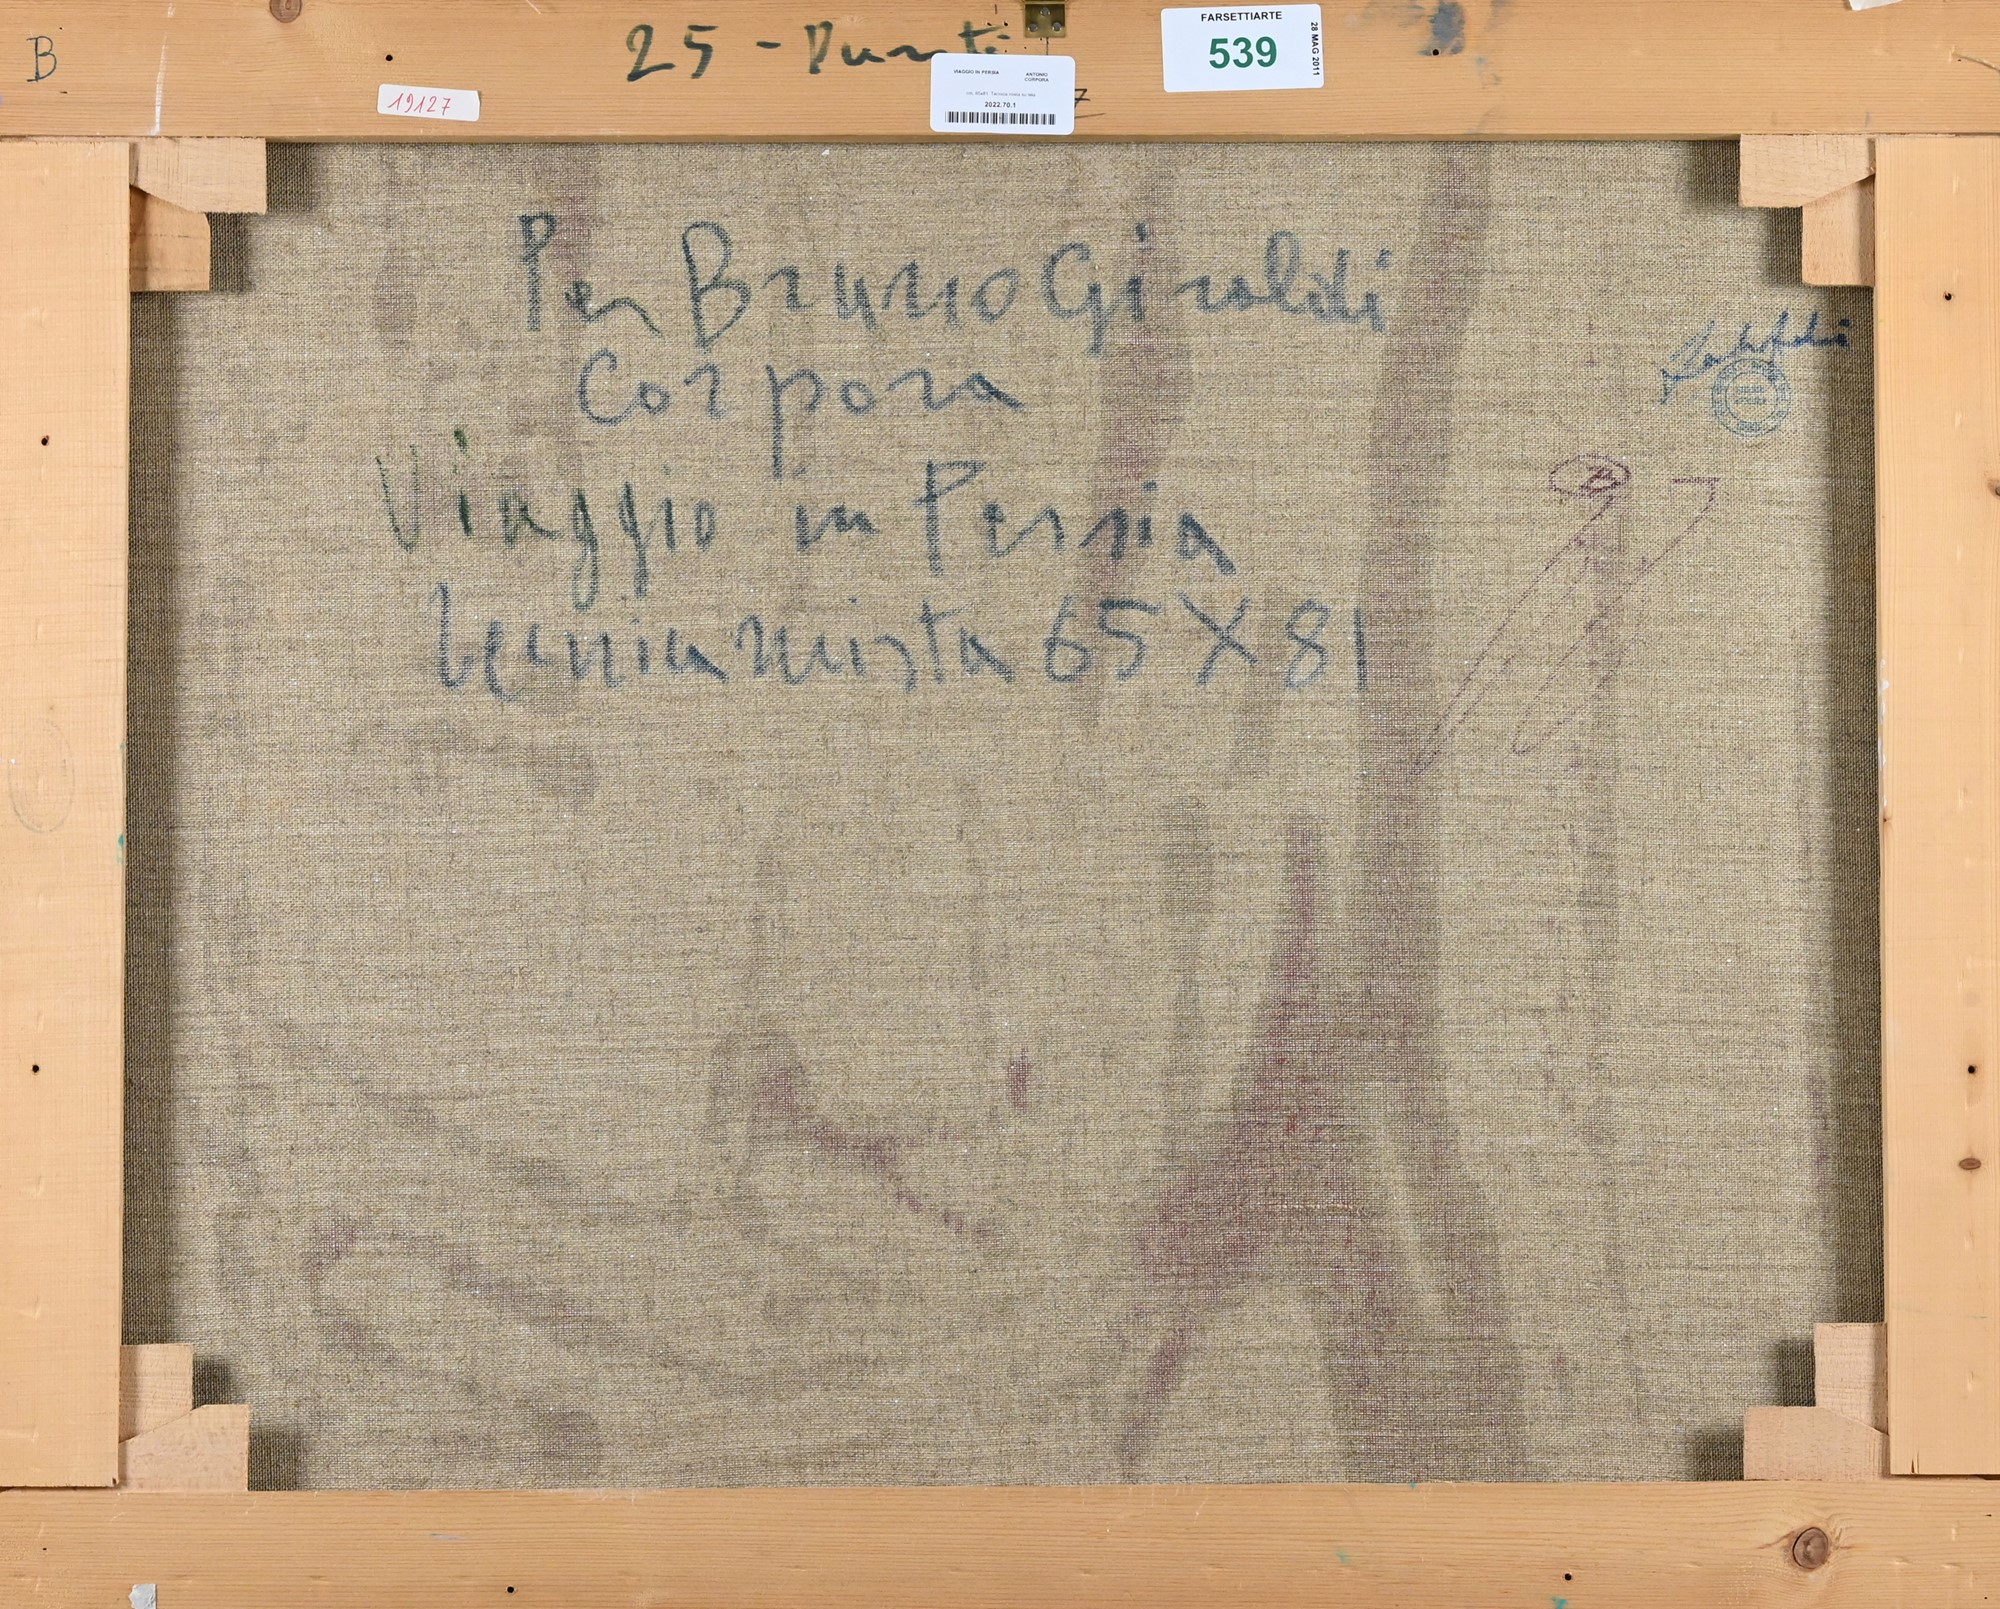 B
25 - Punti
FARSETTIARTE
539
28 MAG 2011
19127
VIAGGIO IN PERSIA
ANTONIO
CORPORA
2022.70.1
7
Per Bruno Giraldi
Corpora
Viaggio in Persia
tecnica mista 65 X 81